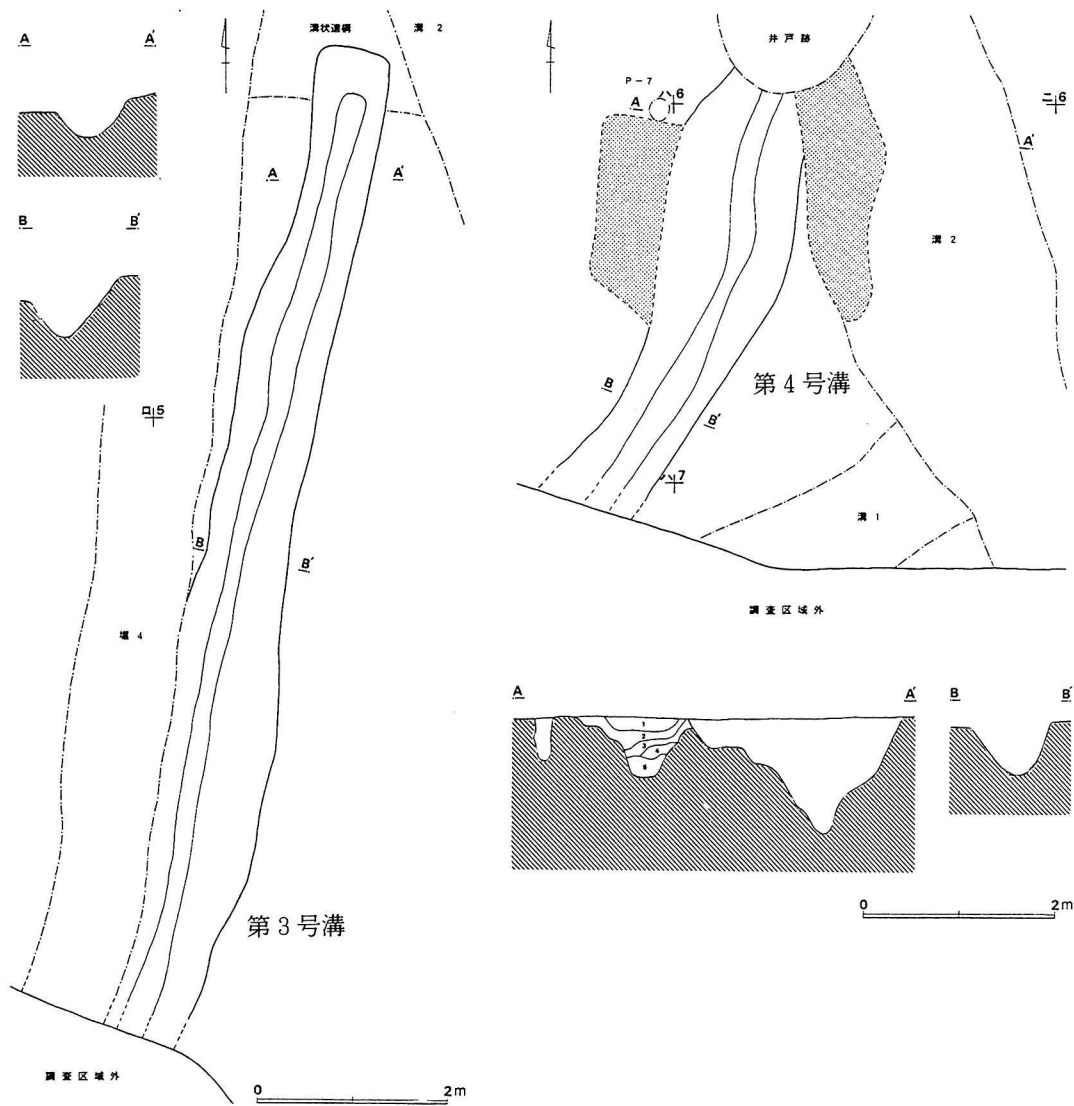 溝状遺構
溝 2
A A'
B B'
A
A'
ロ 5
B
B'
堀 4
第3号溝
調査区域外
0 2m
井戸跡
P-7
ハ 6
A
ニ 6
A'
溝 2
B
第4号溝
B'
ハ 7
溝 1
調査区域外
A A'
B B'
1
2
3
4
5
0 2m